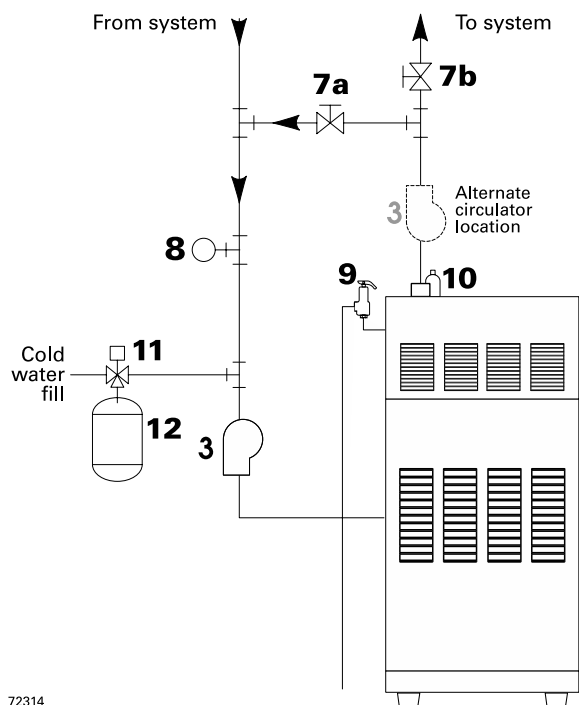 From system
To system
7a
7b
3
Alternate
circulator
location
8
9
10
Cold
water
fill
11
12
3
72314